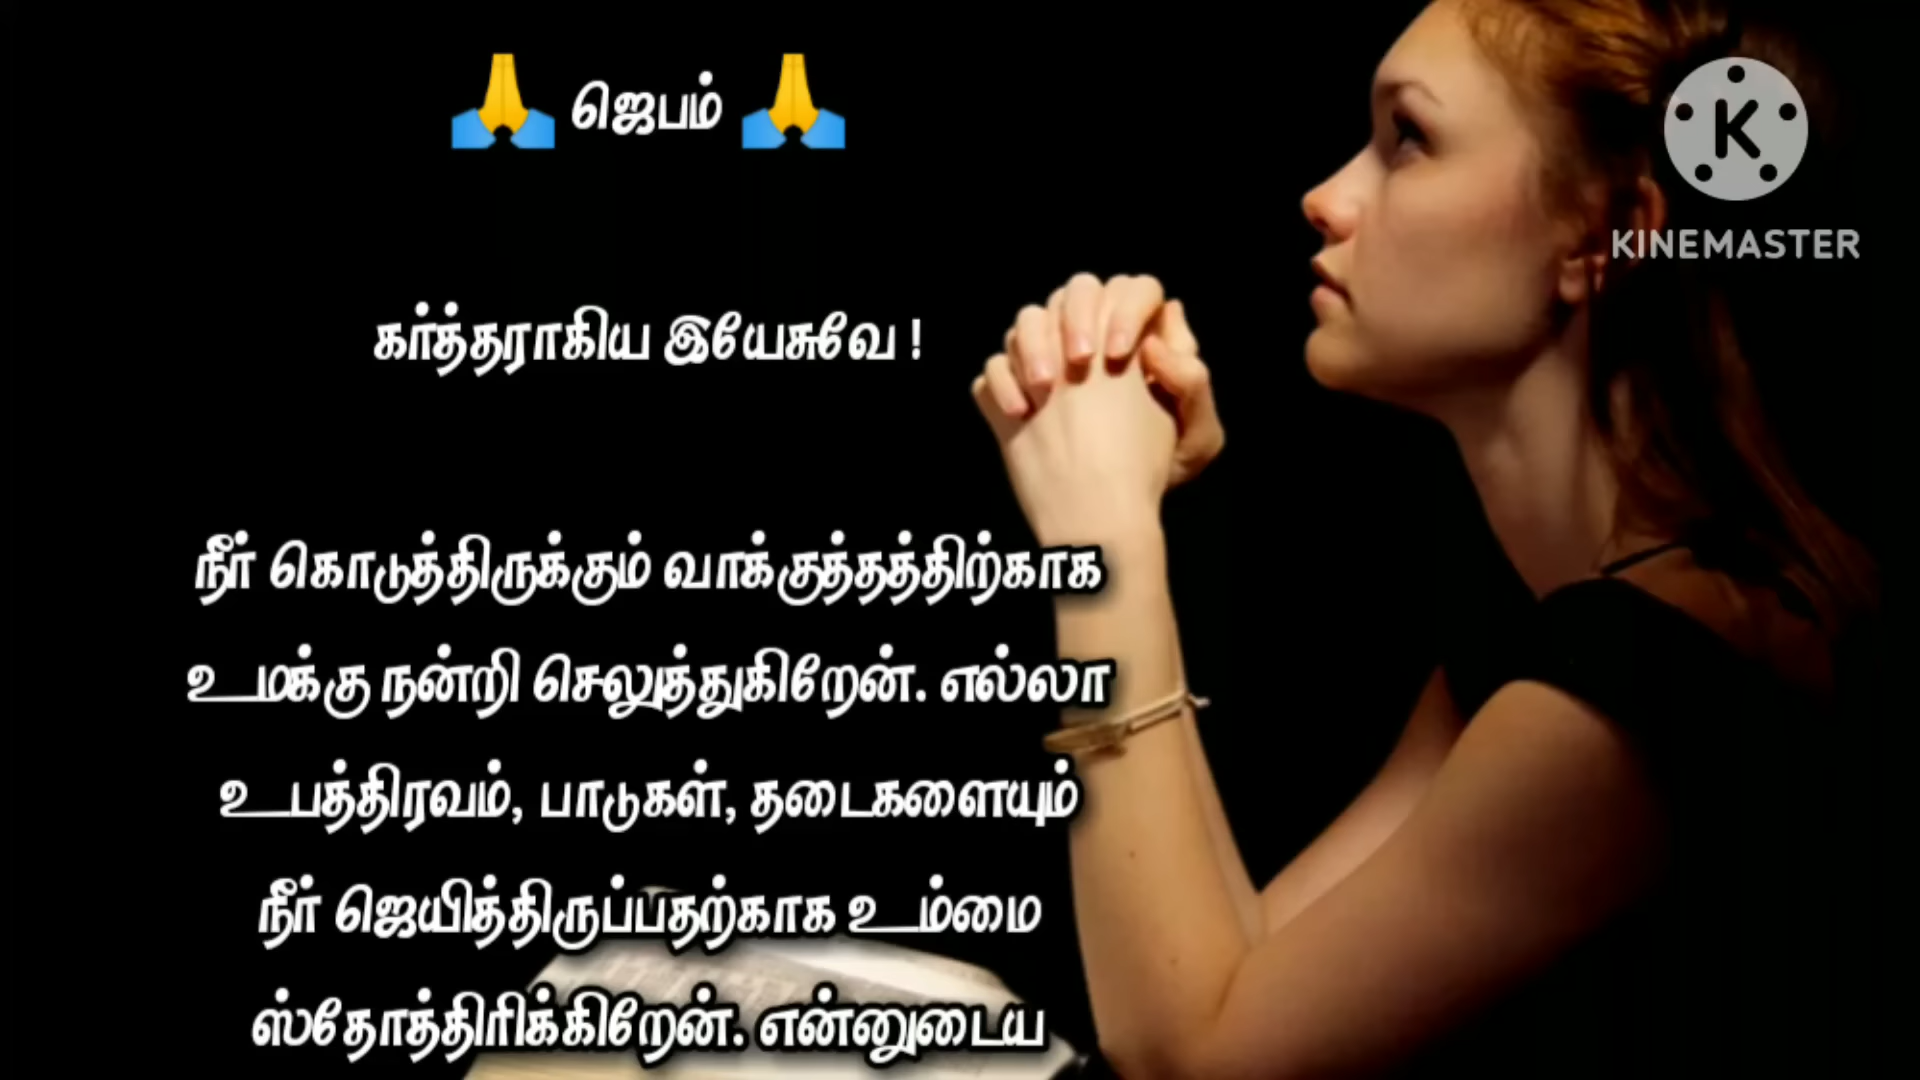 🙏 ஜெபம் 🙏
KINEMASTER
கர்த்தராகிய இயேசுவே !
நீர் கொடுத்திருக்கும் வாக்குத்தத்திற்காக
உமக்கு நன்றி செலுத்துகிறேன். எல்லா
உபத்திரவம், பாடுகள், தடைகளையும்
நீர் ஜெயித்திருப்பதற்காக உம்மை
ஸ்தோத்திரிக்கிறேன். என்னுடைய